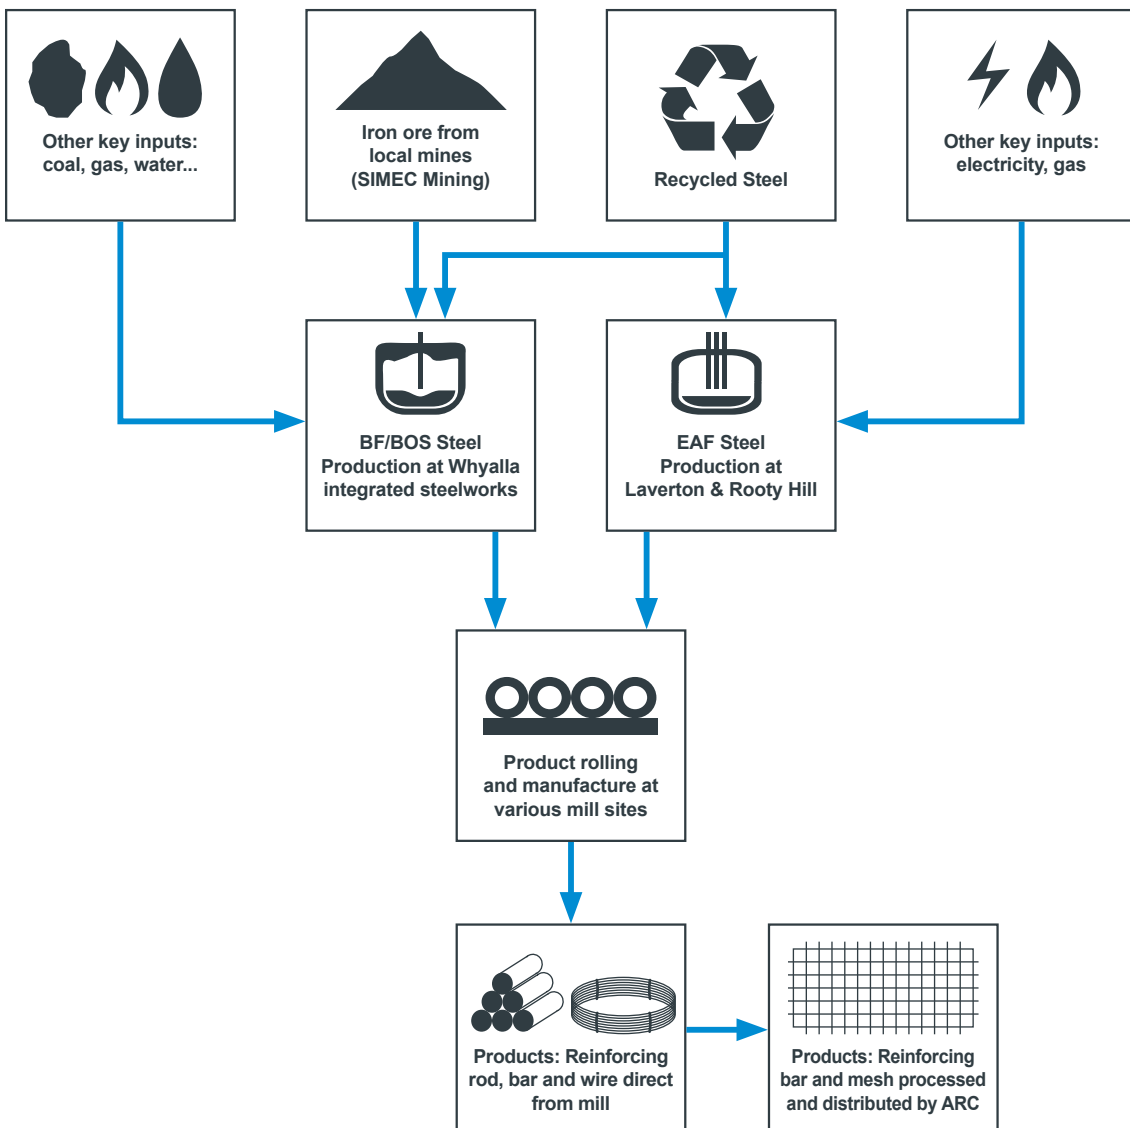 Other key inputs:
coal, gas, water...
Iron ore from
local mines
(SIMEC Mining)
Recycled Steel
Other key inputs:
electricity, gas
BF/BOS Steel
Production at Whyalla
integrated steelworks
EAF Steel
Production at
Laverton & Rooty Hill
Product rolling
and manufacture at
various mill sites
Products: Reinforcing
rod, bar and wire direct
from mill
Products: Reinforcing
bar and mesh processed
and distributed by ARC